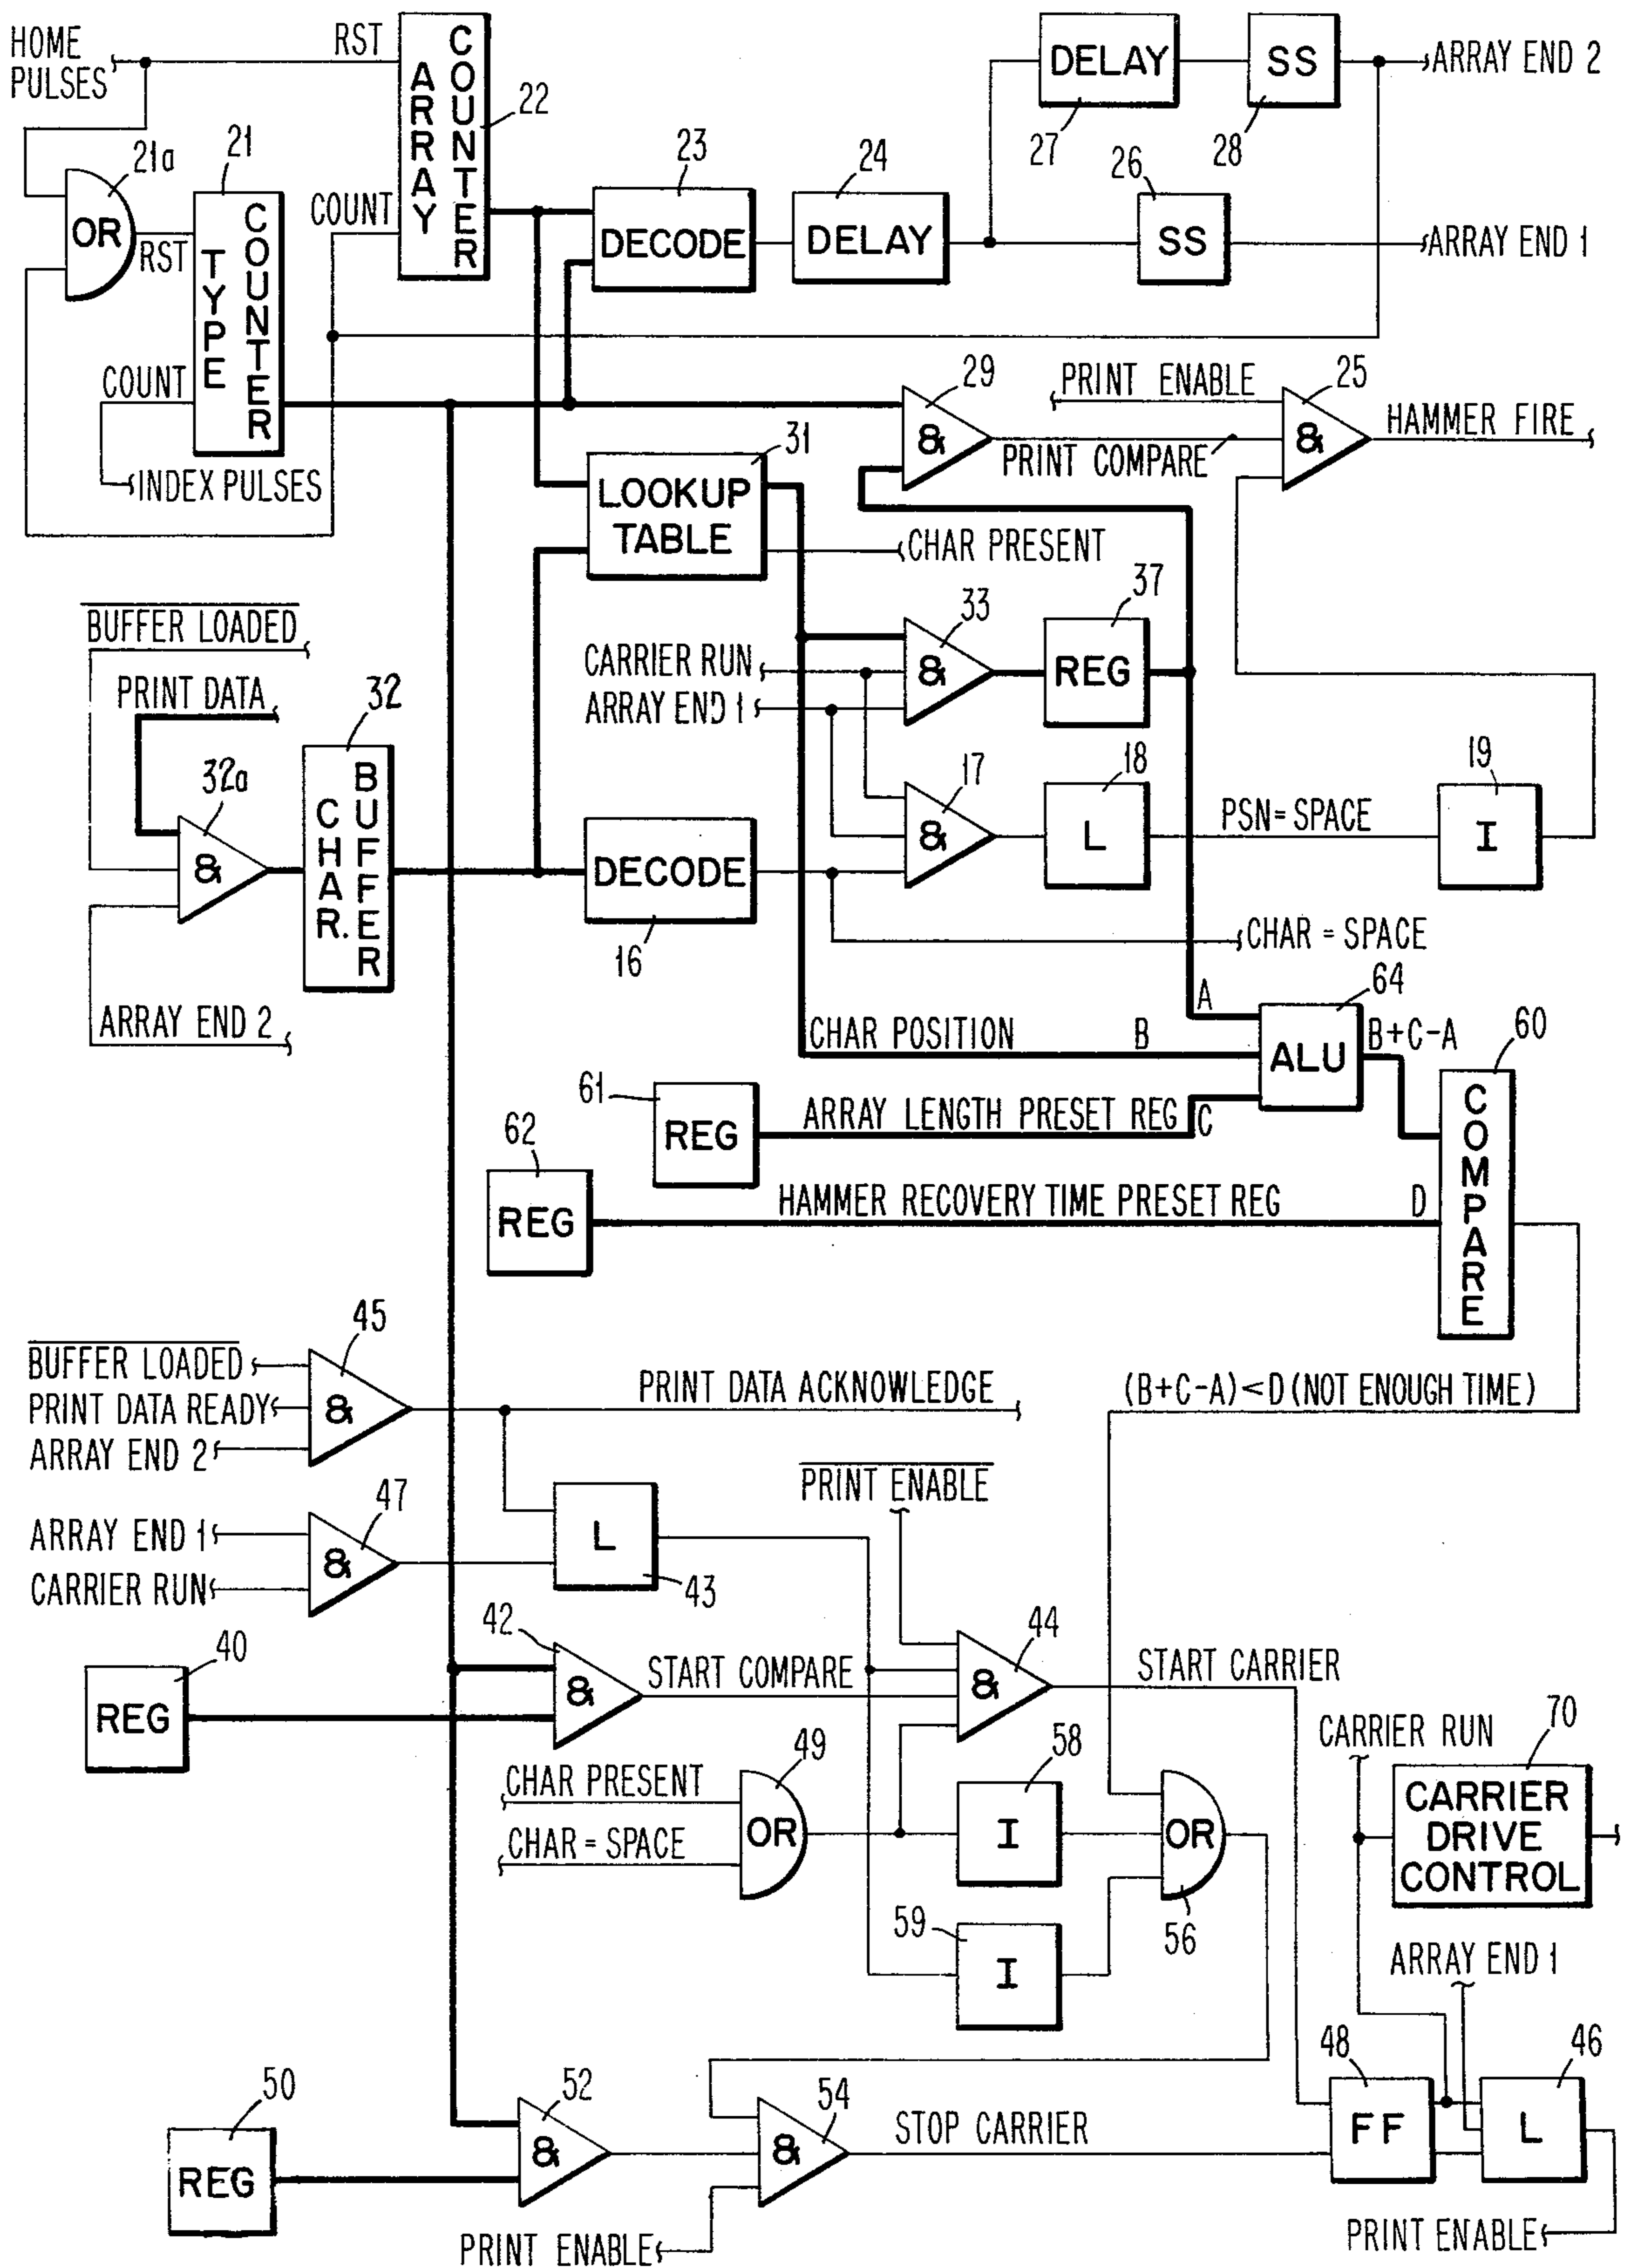 HOME
PULSES
RST
ARRAY
COUNTER
22
DELAY
27
SS
28
ARRAY END 2
21a
21
OR
RST
TYPE
COUNTER
COUNT
COUNT
INDEX PULSES
23
DECODE
24
DELAY
26
SS
ARRAY END 1
29
&
PRINT ENABLE
25
&
PRINT COMPARE
HAMMER FIRE
31
LOOKUP
TABLE
CHAR PRESENT
BUFFER LOADED
PRINT DATA
32a
&
32
CHAR.
BUFFER
ARRAY END 2
CARRIER RUN
ARRAY END 1
33
&
37
REG
17
&
18
L
PSN=SPACE
19
I
DECODE
16
CHAR = SPACE
64
A
ALU
B+C-A
60
CHAR POSITION
B
COMPARE
61
REG
ARRAY LENGTH PRESET REG
C
62
REG
HAMMER RECOVERY TIME PRESET REG
D
45
BUFFER LOADED
PRINT DATA READY
ARRAY END 2
&
PRINT DATA ACKNOWLEDGE
(B+C-A)<D(NOT ENOUGH TIME)
47
ARRAY END 1
CARRIER RUN
&
L
43
PRINT ENABLE
40
REG
42
&
START COMPARE
44
&
START CARRIER
CHAR PRESENT
CHAR = SPACE
49
OR
58
I
59
I
OR
56
CARRIER RUN
70
CARRIER
DRIVE
CONTROL
ARRAY END 1
50
REG
52
&
54
&
PRINT ENABLE
STOP CARRIER
48
FF
46
L
PRINT ENABLE